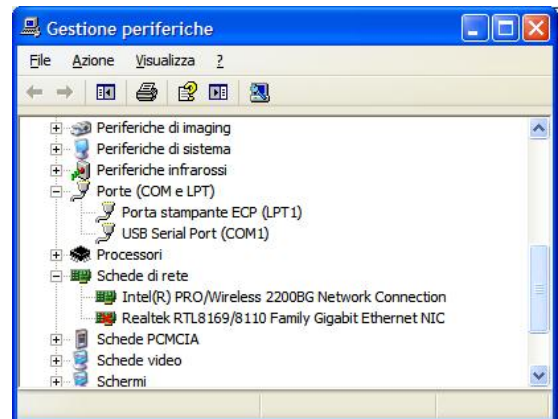 Gestione periferiche
File Azione Visualizza ?
Periferiche di imaging
Periferiche di sistema
Periferiche infrarossi
Porte (COM e LPT)
Porta stampante ECP (LPT1)
USB Serial Port (COM1)
Processori
Schede di rete
Intel(R) PRO/Wireless 2200BG Network Connection
Realtek RTL8169/8110 Family Gigabit Ethernet NIC
Schede PCMCIA
Schede video
Schermi